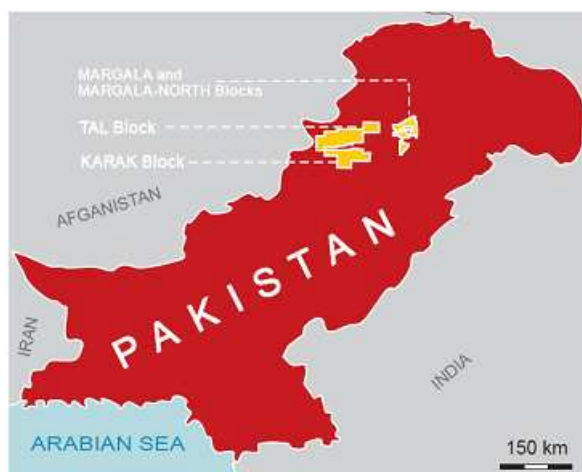 MARGALA and
MARGALA-NORTH Blocks
TAL Block
KARAK Block
AFGANISTAN
PAKISTAN
IRAN
INDIA
ARABIAN SEA
150 km